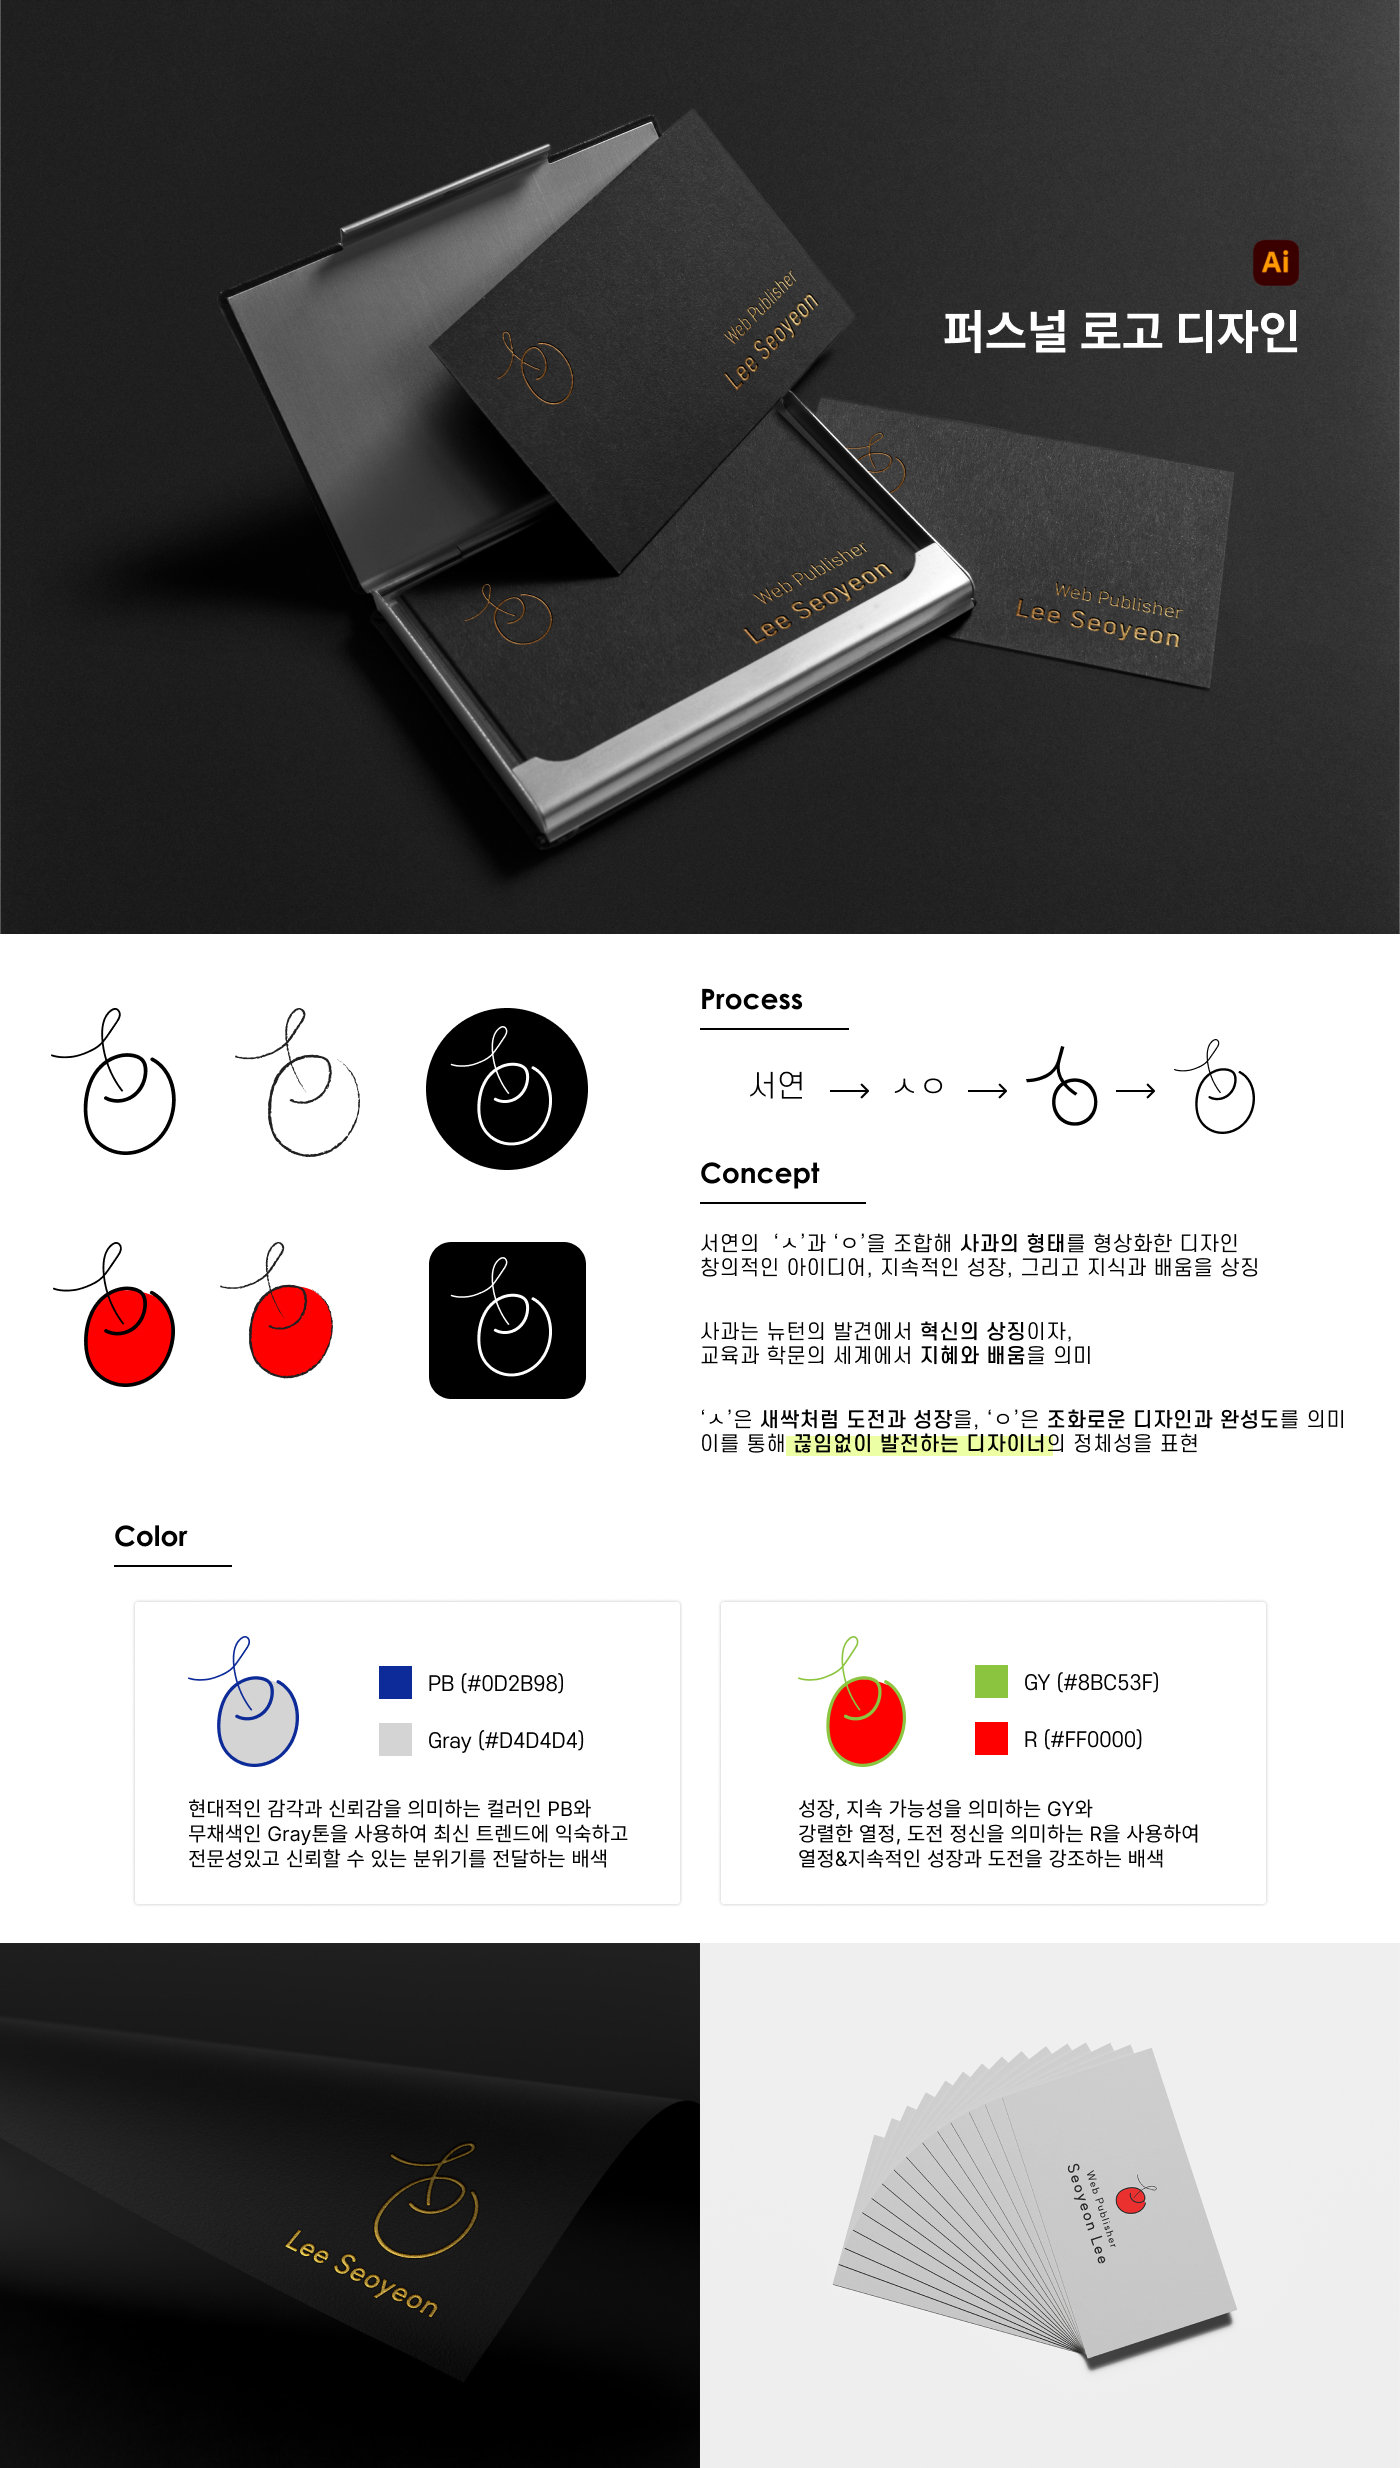 Ai
퍼스널 로고 디자인
Web Publisher
Lee Seoyeon
Web Publisher
Lee Seoyeon
Web Publisher
Lee Seoyeon
Process
서연 → ㅅㅇ → →
Concept
서연의 ‘ㅅ’과 ‘ㅇ’을 조합해 사과의 형태를 형상화한 디자인
창의적인 아이디어, 지속적인 성장, 그리고 지식과 배움을 상징
사과는 뉴턴의 발견에서 혁신의 상징이자,
교육과 학문의 세계에서 지혜와 배움을 의미
‘ㅅ’은 새싹처럼 도전과 성장을, ‘ㅇ’은 조화로운 디자인과 완성도를 의미
이를 통해 끊임없이 발전하는 디자이너의 정체성을 표현
Color
PB (#0D2B98)
Gray (#D4D4D4)
현대적인 감각과 신뢰감을 의미하는 컬러인 PB와
무채색인 Gray톤을 사용하여 최신 트렌드에 익숙하고
전문성있고 신뢰할 수 있는 분위기를 전달하는 배색
GY (#8BC53F)
R (#FF0000)
성장, 지속 가능성을 의미하는 GY와
강렬한 열정, 도전 정신을 의미하는 R을 사용하여
열정&지속적인 성장과 도전을 강조하는 배색
Lee Seoyeon
Web Publisher
Seoyeon Lee